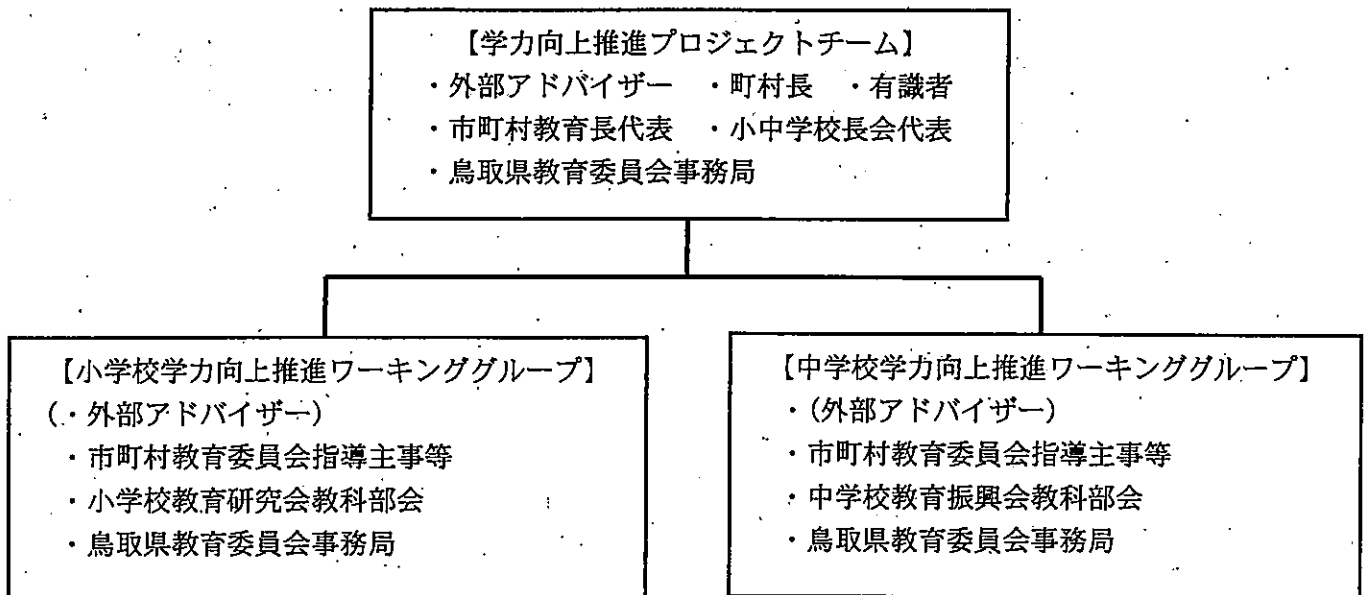 【学力向上推進プロジェクトチーム】
・外部アドバイザー ・町村長 ・有識者
・市町村教育長代表 ・小中学校長会代表
・鳥取県教育委員会事務局
【小学校学力向上推進ワーキンググループ】
(・外部アドバイザー)
・市町村教育委員会指導主事等
・小学校教育研究会教科部会
・鳥取県教育委員会事務局
【中学校学力向上推進ワーキンググループ】
・(外部アドバイザー)
・市町村教育委員会指導主事等
・中学校教育振興会教科部会
・鳥取県教育委員会事務局